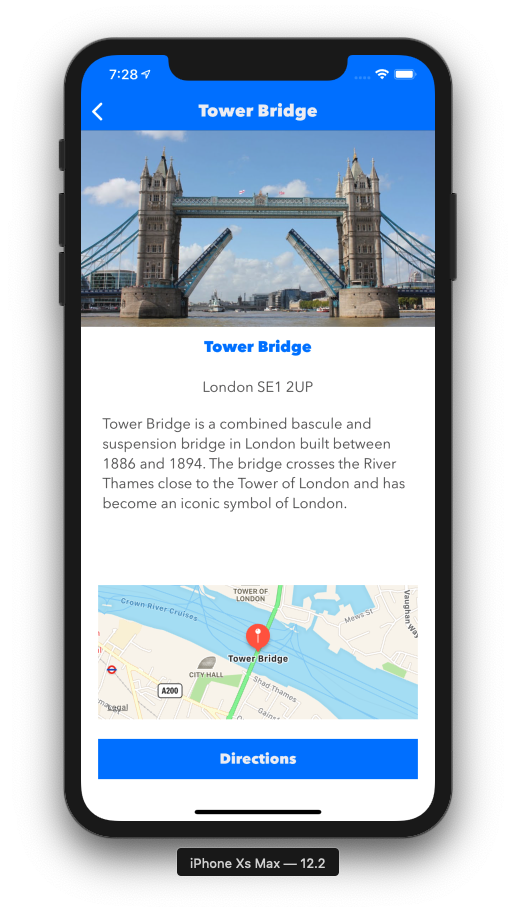 7:28
Tower Bridge
Tower Bridge
London SE1 2UP
Tower Bridge is a combined bascule and
suspension bridge in London built between
1886 and 1894. The bridge crosses the River
Thames close to the Tower of London and has
become an iconic symbol of London.
TOWER OF
LONDON
Crown River Cruises
Mews St
Vaughan Way
Tower Bridge
CITY HALL
A200
Shad Thames
Legal
Gains
Directions
iPhone Xs Max — 12.2